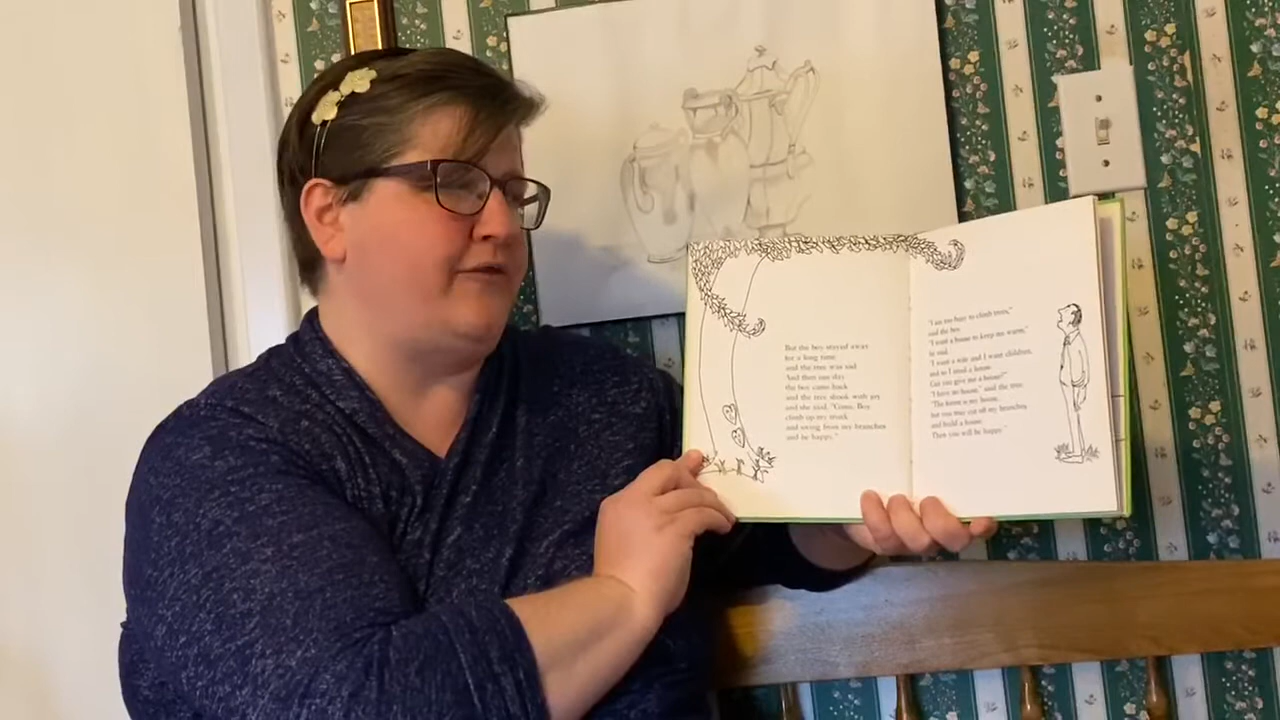 But the boy stayed away
for a long time.
and the tree was sad.
And then one day
the boy came back
and the tree shook with joy
and she said, "Come, Boy,
climb up my trunk
and swing from my branches
and be happy."
"I am too busy to climb trees,"
said the boy.
"I want a house to keep me warm,"
he said.
"I want a wife and I want children,
and so I need a house.
Can you give me a house?"
"I have no house," said the tree.
"The forest is my house,
but you may cut off my branches
and build a house.
Then you will be happy."